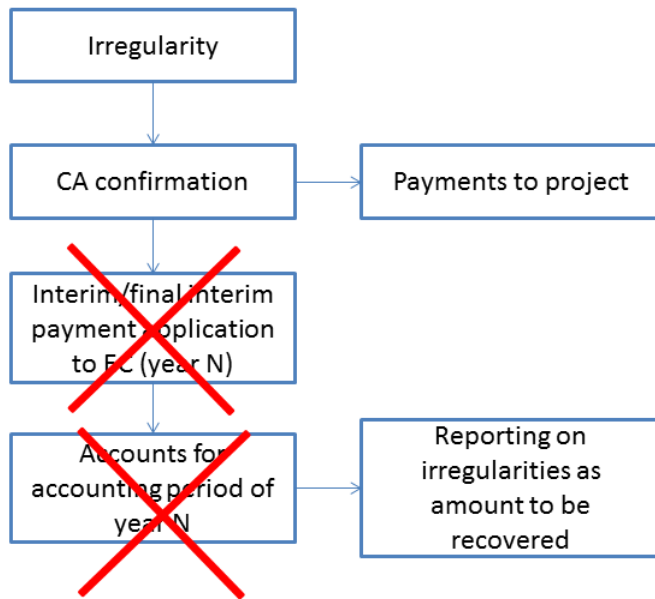 Irregularity
CA confirmation
Payments to project
Interim/final interim
payment application
to EC (year N)
Accounts for
accounting period of
year N
Reporting on
irregularities as
amount to be
recovered